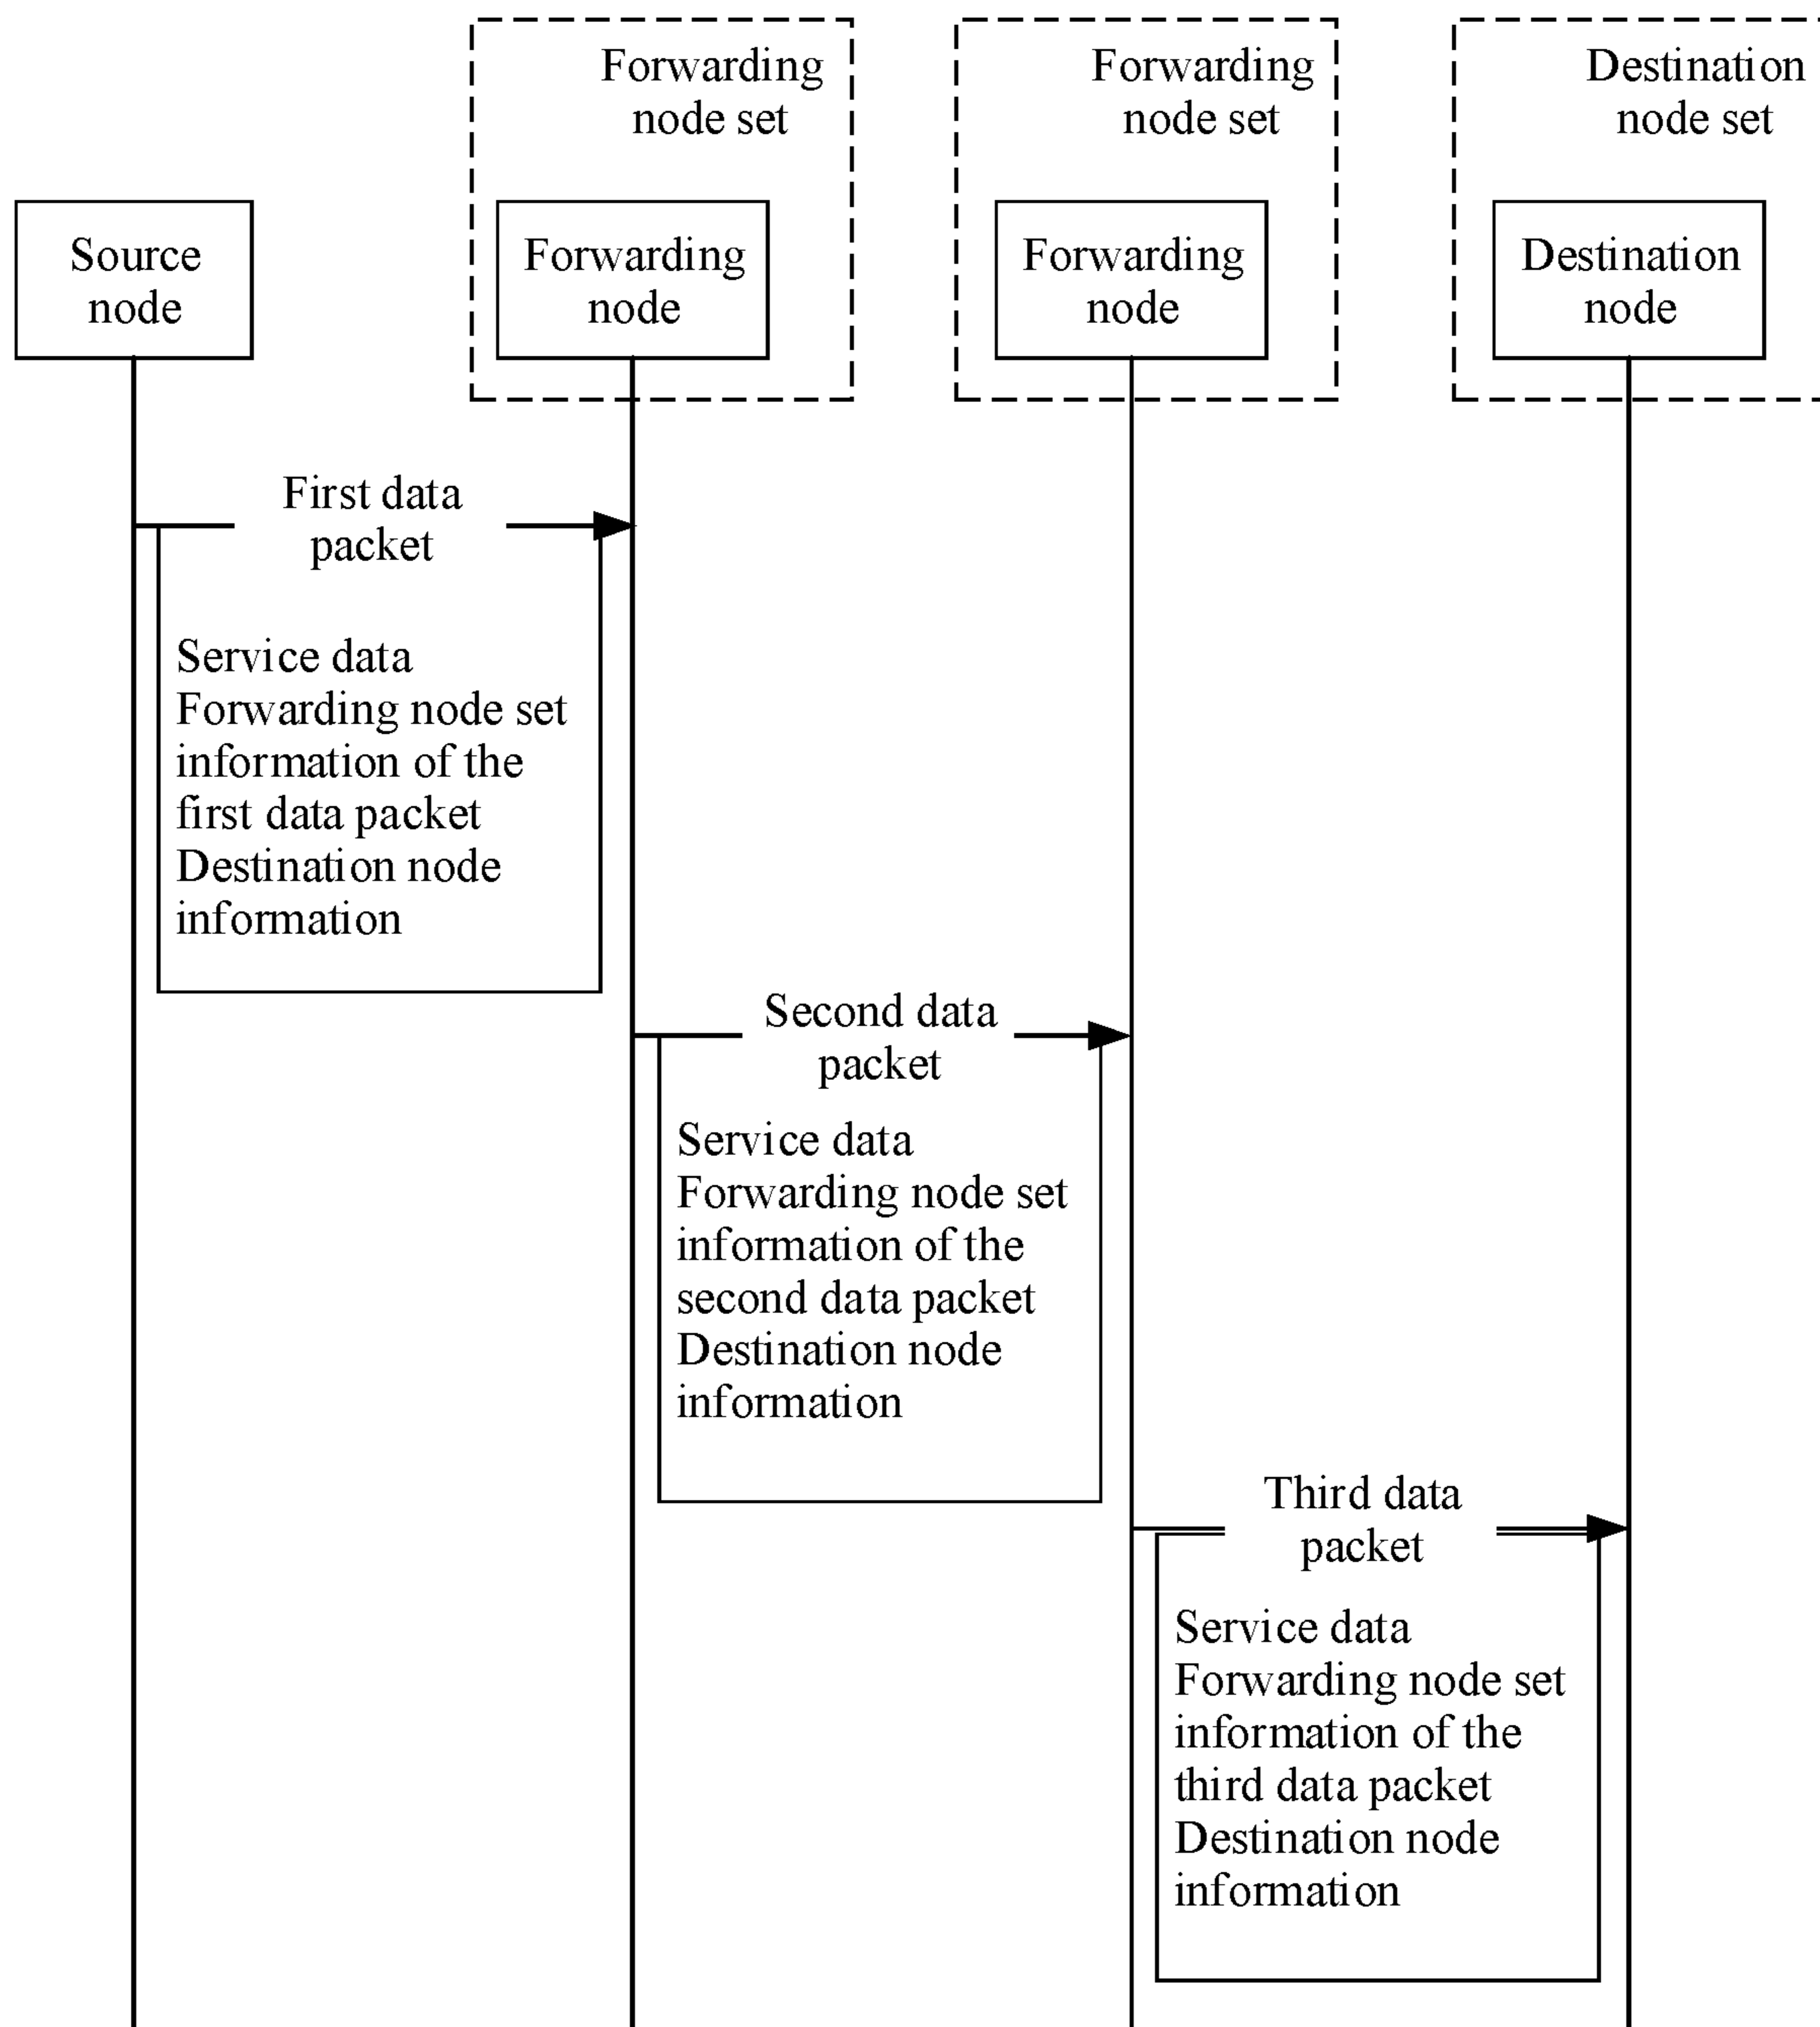 Forwarding
node set
Forwarding
node set
Destination
node set
Source
node
Forwarding
node
Forwarding
node
Destination
node
First data
packet
Service data
Forwarding node set
information of the
first data packet
Destination node
information
Second data
packet
Service data
Forwarding node set
information of the
second data packet
Destination node
information
Third data
packet
Service data
Forwarding node set
information of the
third data packet
Destination node
information